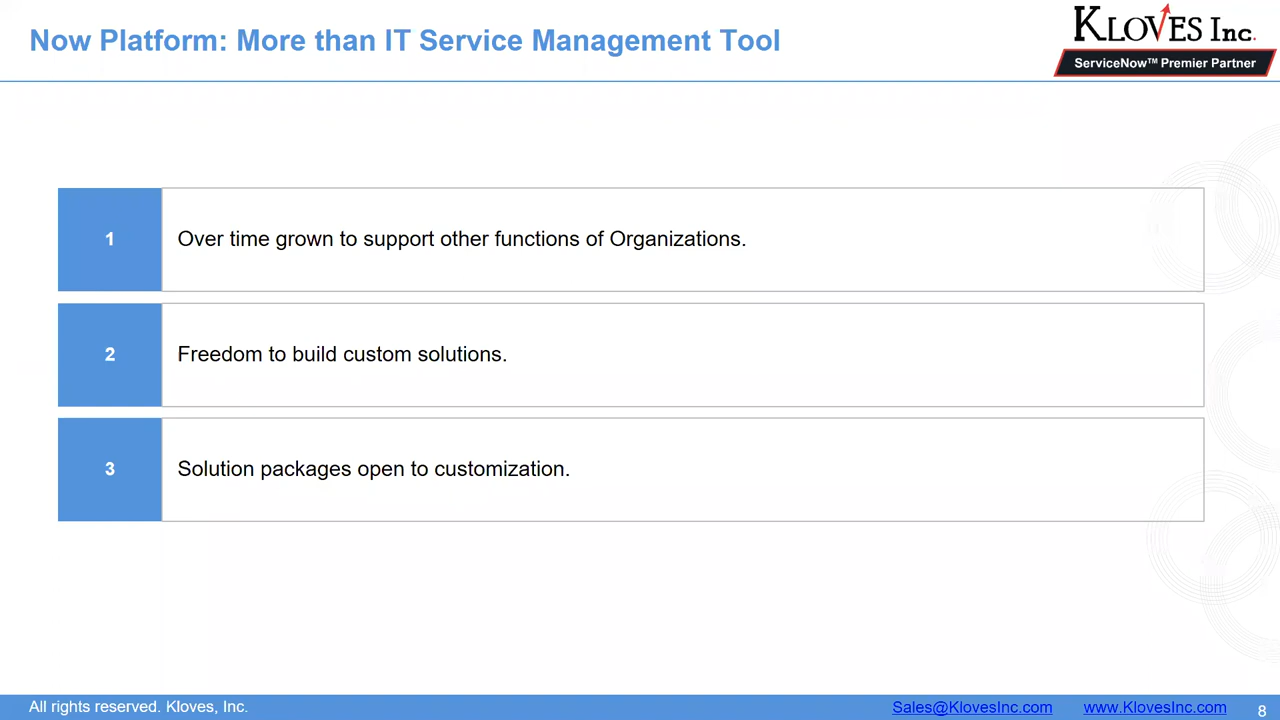 Now Platform: More than IT Service Management Tool
KLOVES Inc.
ServiceNow™ Premier Partner
1
Over time grown to support other functions of Organizations.
2
Freedom to build custom solutions.
3
Solution packages open to customization.
All rights reserved. Kloves, Inc.
Sales@KlovesInc.com
www.KlovesInc.com
8